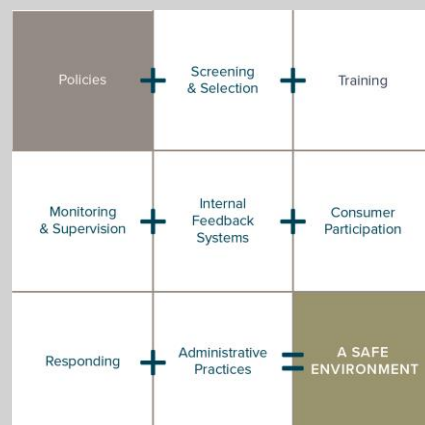 Policies
+
Screening
& Selection
+
Training
Monitoring
& Supervision
+
Internal
Feedback
Systems
+
Consumer
Participation
Responding
+
Administrative
Practices
=
A SAFE
ENVIRONMENT